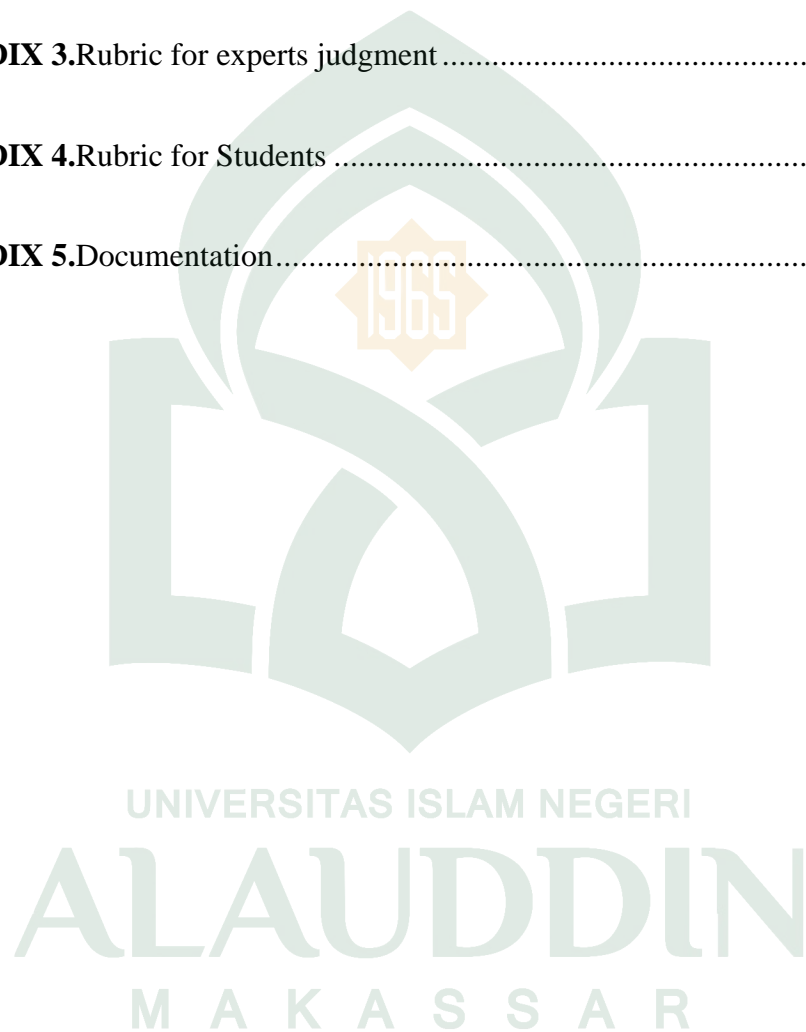 DIX 3.Rubric for experts judgment ..................................................
DIX 4.Rubric for Students ..................................................................
DIX 5.Documentation..........................................................................
1965
UNIVERSITAS ISLAM NEGERI
ALAUDDIN
MAKASSAR